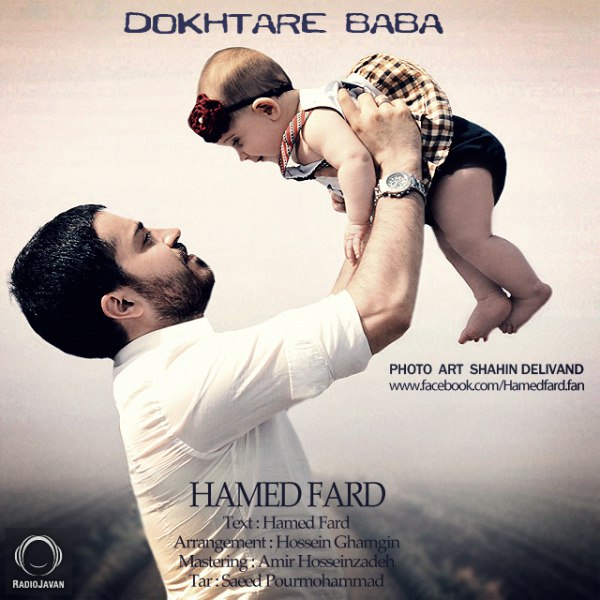 DOKHTARE BABA
PHOTO ART SHAHIN DELIVAND
www.facebook.com/Hamedfard.fan
HAMED FARD
Text : Hamed Fard
Arrangement : Hossein Ghamgin
Mastering : Amir Hosseinzadeh
Tar : Saeed Pourmohammad
RADIOJAVAN